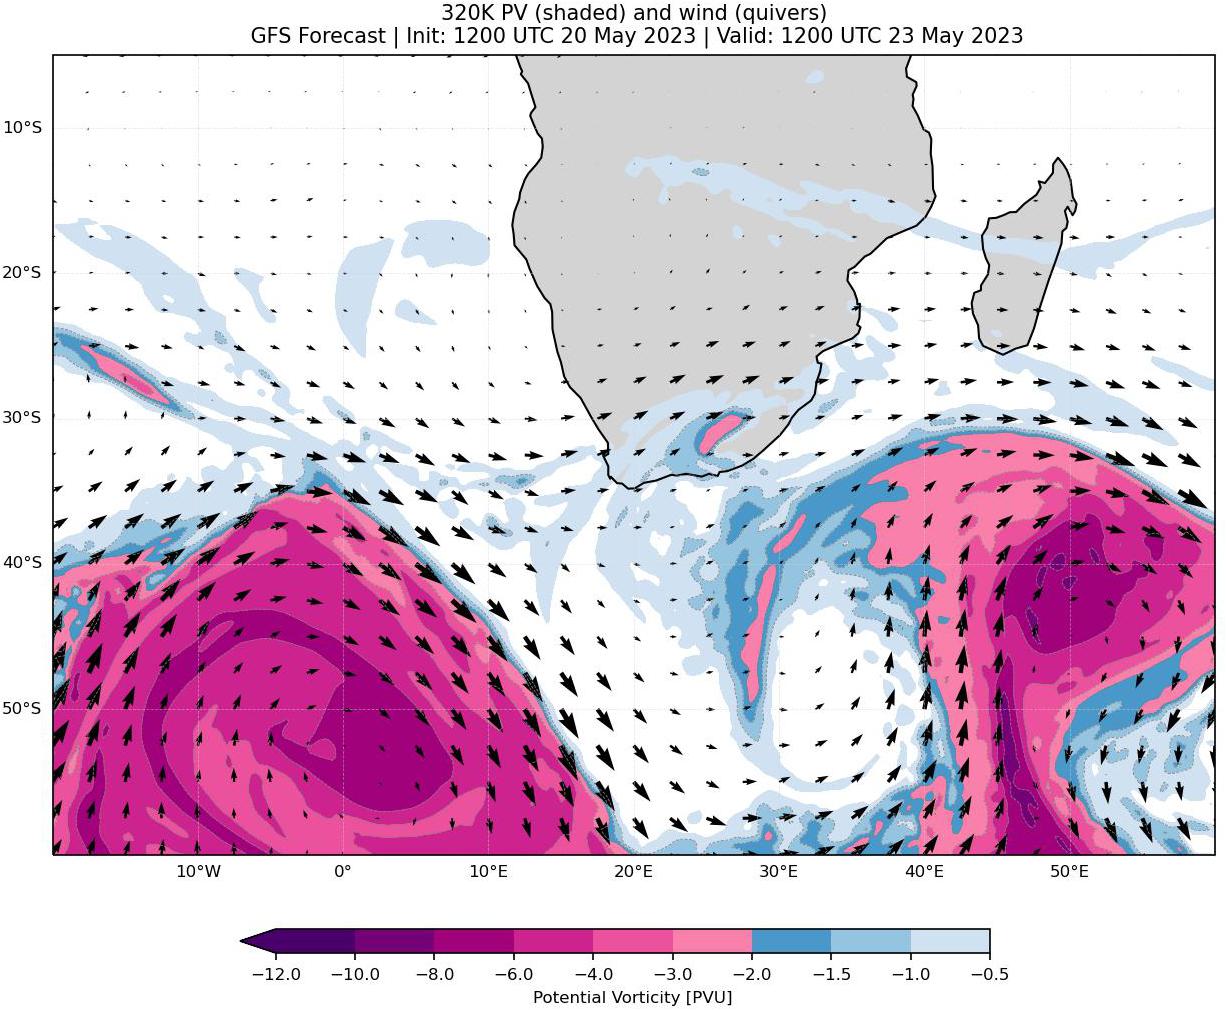 320K PV (shaded) and wind (quivers)
GFS Forecast | Init: 1200 UTC 20 May 2023 | Valid: 1200 UTC 23 May 2023
10°S
20°S
30°S
40°S
50°S
10°W 0° 10°E 20°E 30°E 40°E 50°E
−12.0 −10.0 −8.0 −6.0 −4.0 −3.0 −2.0 −1.5 −1.0 −0.5
Potential Vorticity [PVU]